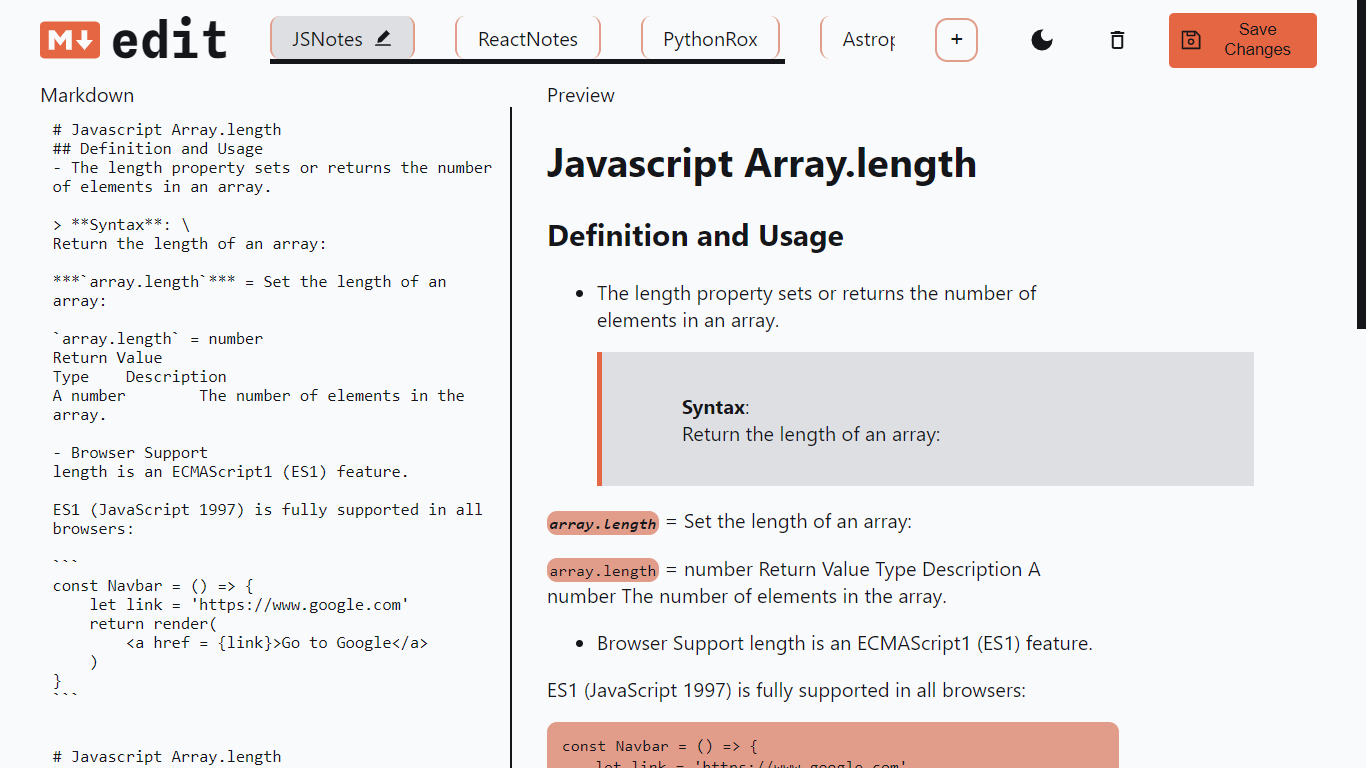 M edit
JSNotes
ReactNotes
PythonRox
Astrop
+
Save
Changes
Markdown
# Javascript Array.length
## Definition and Usage
- The length property sets or returns the number
of elements in an array.
> **Syntax**: \
Return the length of an array:
***`array.length`*** = Set the length of an
array:
`array.length` = number
Return Value
Type    Description
A number        The number of elements in the
array.
- Browser Support
length is an ECMAScript1 (ES1) feature.
ES1 (JavaScript 1997) is fully supported in all
browsers:
```
const Navbar = () => {
    let link = 'https://www.google.com'
    return render(
        <a href = {link}>Go to Google</a>
    )
}
```
# Javascript Array.length
Preview
Javascript Array.length
Definition and Usage
• The length property sets or returns the number of
elements in an array.
Syntax:
Return the length of an array:
array.length = Set the length of an array:
array.length = number Return Value Type Description A
number The number of elements in the array.
• Browser Support length is an ECMAScript1 (ES1) feature.
ES1 (JavaScript 1997) is fully supported in all browsers:
const Navbar = () => {
    let link = 'https://www.google.com'